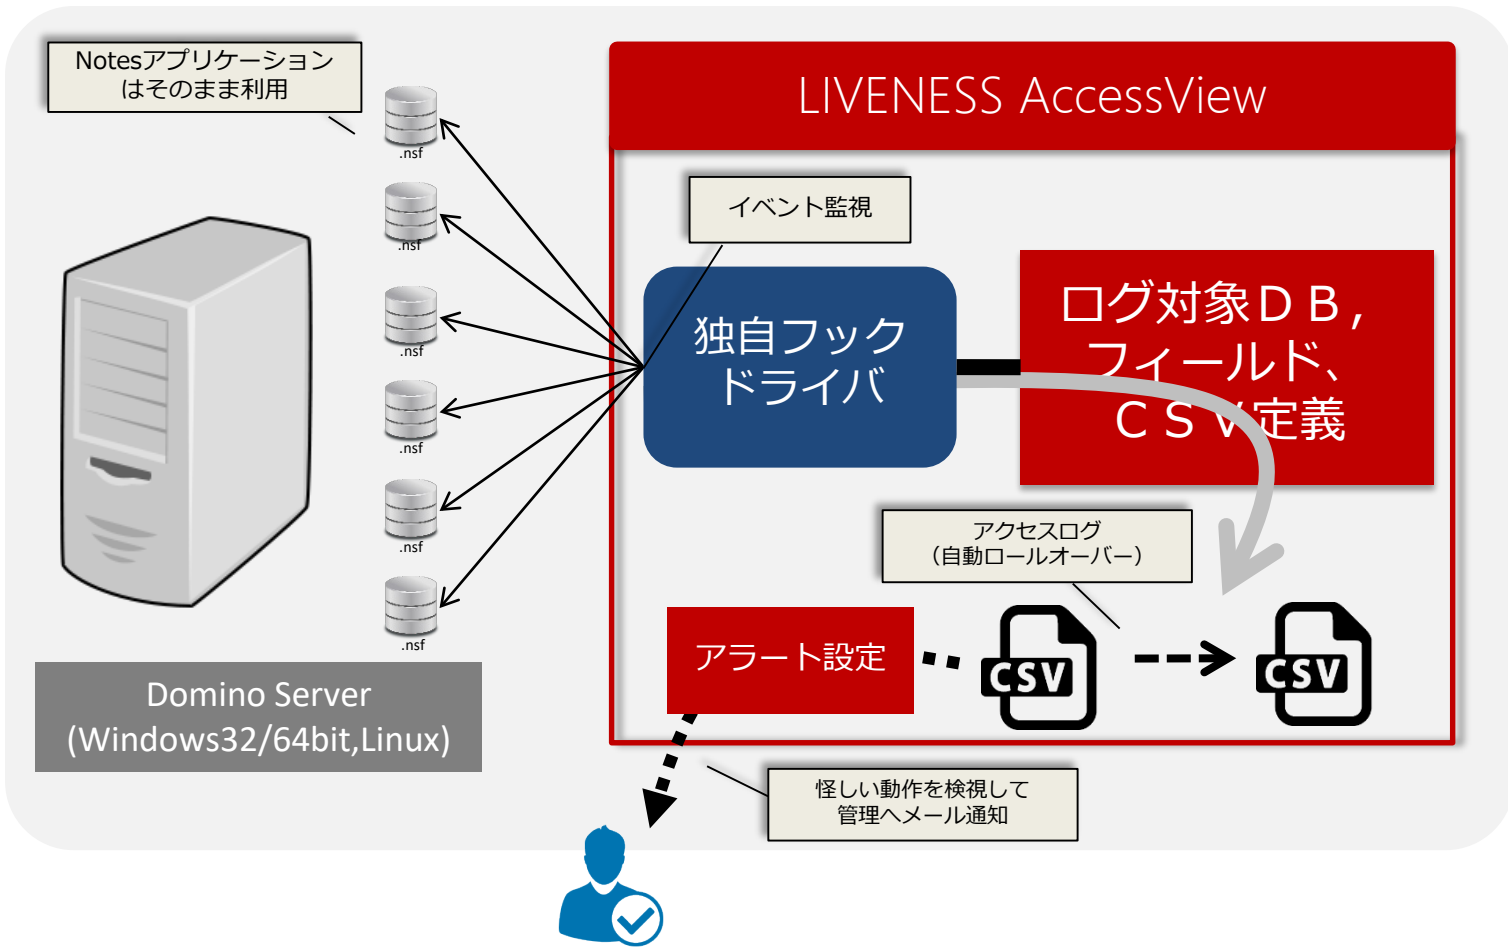 Notesアプリケーション
はそのまま利用
LIVENESS AccessView
.nsf
.nsf
.nsf
.nsf
.nsf
.nsf
イベント監視
独自フック
ドライバ
ログ対象ＤＢ,
フィールド、
ＣＳＶ定義
アクセスログ
（自動ロールオーバー）
アラート設定
CSV
CSV
Domino Server
(Windows32/64bit,Linux)
怪しい動作を検視して
管理へメール通知